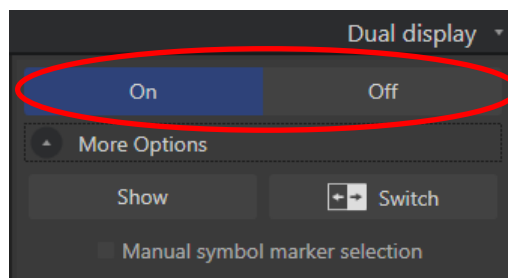 Dual display
On Off
More Options
Show Switch
Manual symbol marker selection